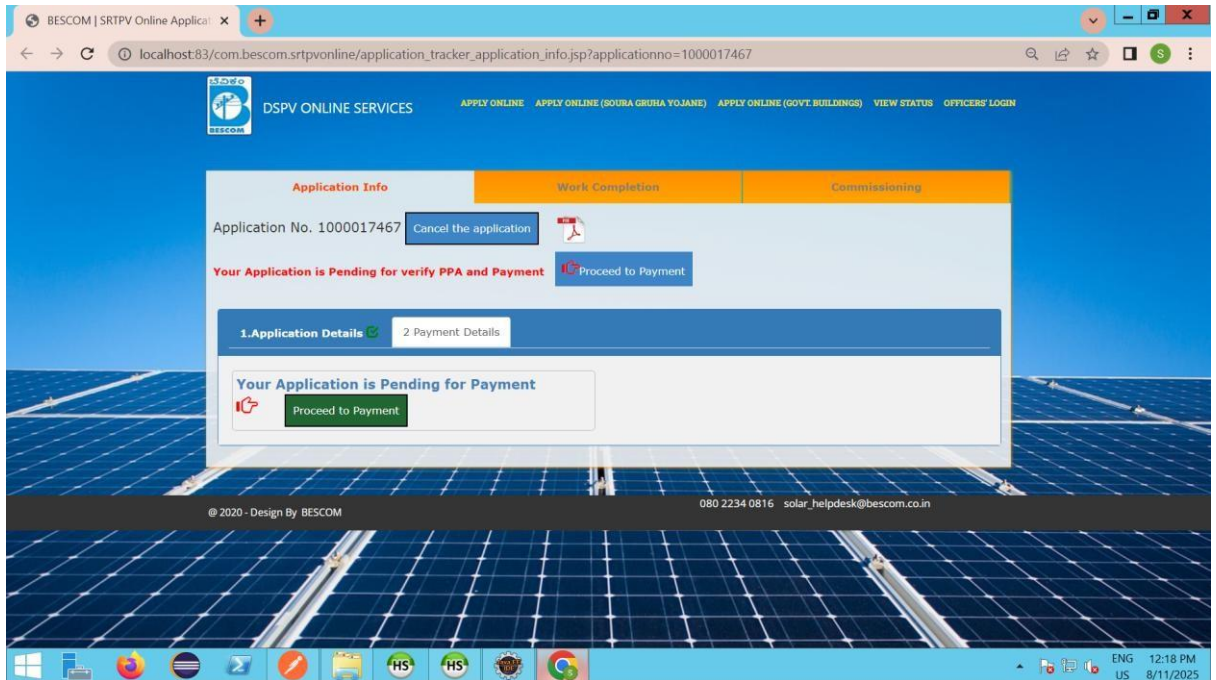 BESCOM | SRTPV Online Applicat
localhost:83/com.bescom.srtpvonline/application_tracker_application_info.jsp?applicationno=1000017467
S
ಬೆವಿಕಂ
BESCOM
DSPV ONLINE SERVICES
APPLY ONLINE APPLY ONLINE (SOURA GRUHA YOJANE) APPLY ONLINE (GOVT. BUILDINGS) VIEW STATUS OFFICERS' LOGIN
Application Info Work Completion Commissioning
Application No. 1000017467 Cancel the application
Your Application is Pending for verify PPA and Payment Proceed to Payment
1.Application Details 2 Payment Details
Your Application is Pending for Payment
Proceed to Payment
@ 2020 - Design By BESCOM 080 2234 0816 solar_helpdesk@bescom.co.in
HS HS
ENG 12:18 PM
US 8/11/2025